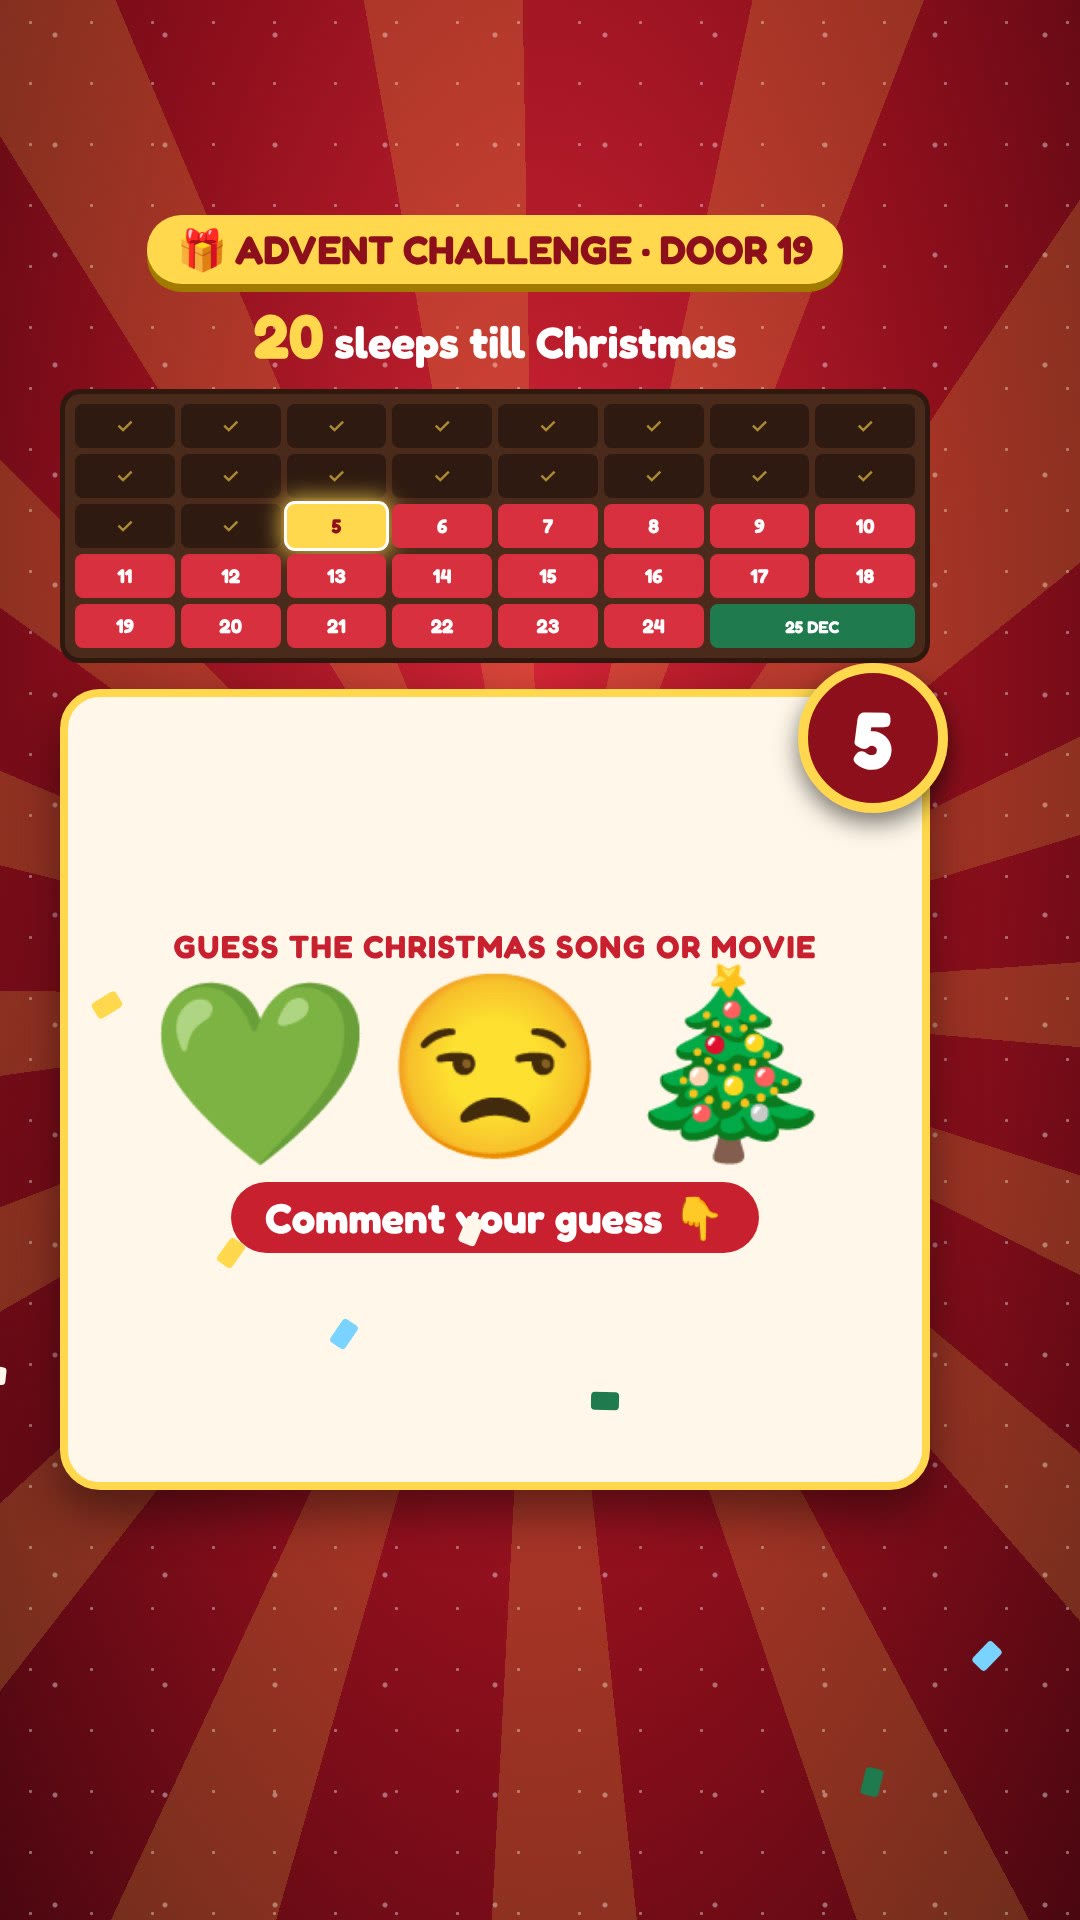 ADVENT CHALLENGE · DOOR 19
20 sleeps till Christmas
5 6 7 8 9 10
11 12 13 14 15 16 17 18
19 20 21 22 23 24 25 DEC
5
GUESS THE CHRISTMAS SONG OR MOVIE
Comment your guess